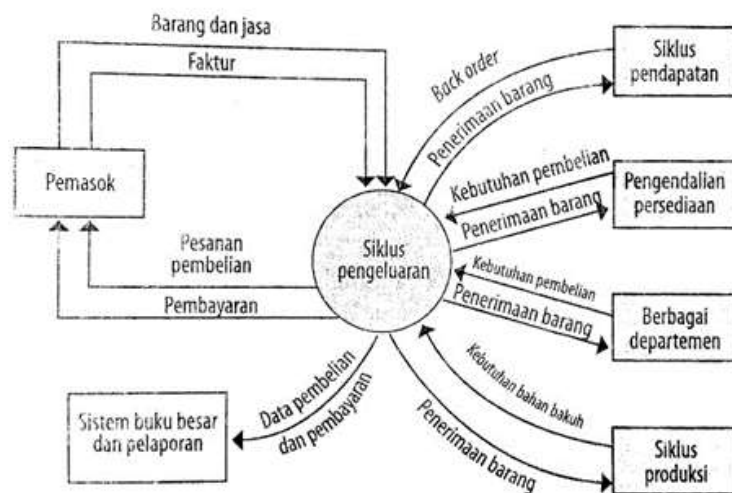 Barang dan jasa
Faktur
Pemasok
Pesanan
pembelian
Pembayaran
Siklus
pengeluaran
Back order
Penerimaan barang
Siklus
pendapatan
Kebutuhan pembelian
Penerimaan barang
Pengendalian
persediaan
Kebutuhan pembelian
Penerimaan barang
Berbagai
departemen
Kebutuhan bahan bakuh
Penerimaan barang
Siklus
produksi
Data pembelian
dan pembayaran
Sistem buku besar
dan pelaporan